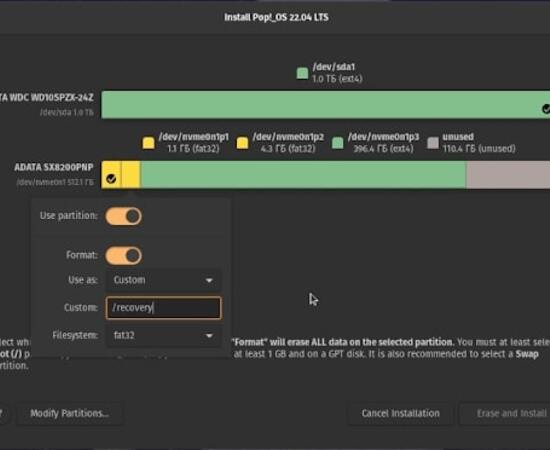 Install Pop!_OS 22.04 LTS
/dev/sda1
1.0 ТБ (ext4)
TA WDC WD10SPZX-24Z
/dev/sda 1.0 ТБ
/dev/nvme0n1p1
1.1 ГБ (fat32)
/dev/nvme0n1p2
4.3 ГБ (fat32)
/dev/nvme0n1p3
396.4 ГБ (ext4)
unused
110.4 ГБ (unused)
ADATA SX8200PNP
/dev/nvme0n1 512.1 ГБ
Use partition:
Format:
Use as: Custom
Custom: /recovery
Filesystem: fat32
"Format" will erase ALL data on the selected partition. You must at least sele
at least 1 GB and on a GPT disk. It is also recommended to select a Swap
rtition.
?
Modify Partitions...
Cancel Installation
Erase and Install